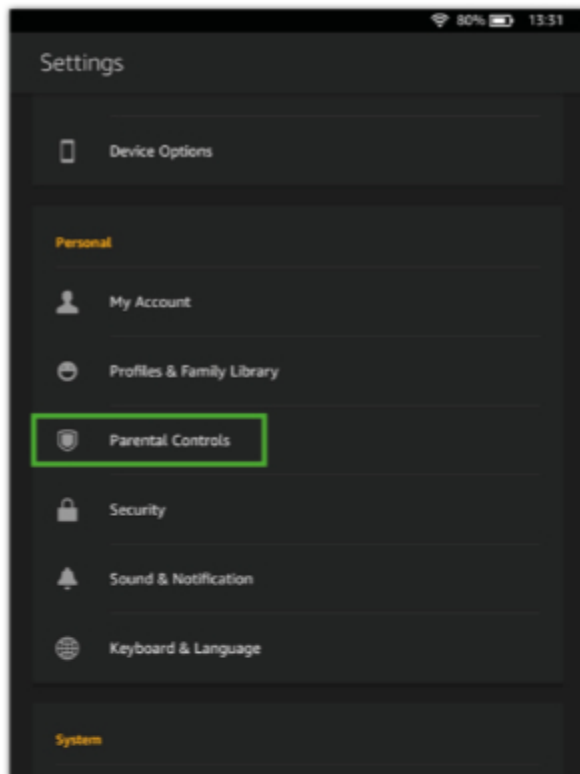 80% 13:31
Settings
Device Options
Personal
My Account
Profiles & Family Library
Parental Controls
Security
Sound & Notification
Keyboard & Language
System